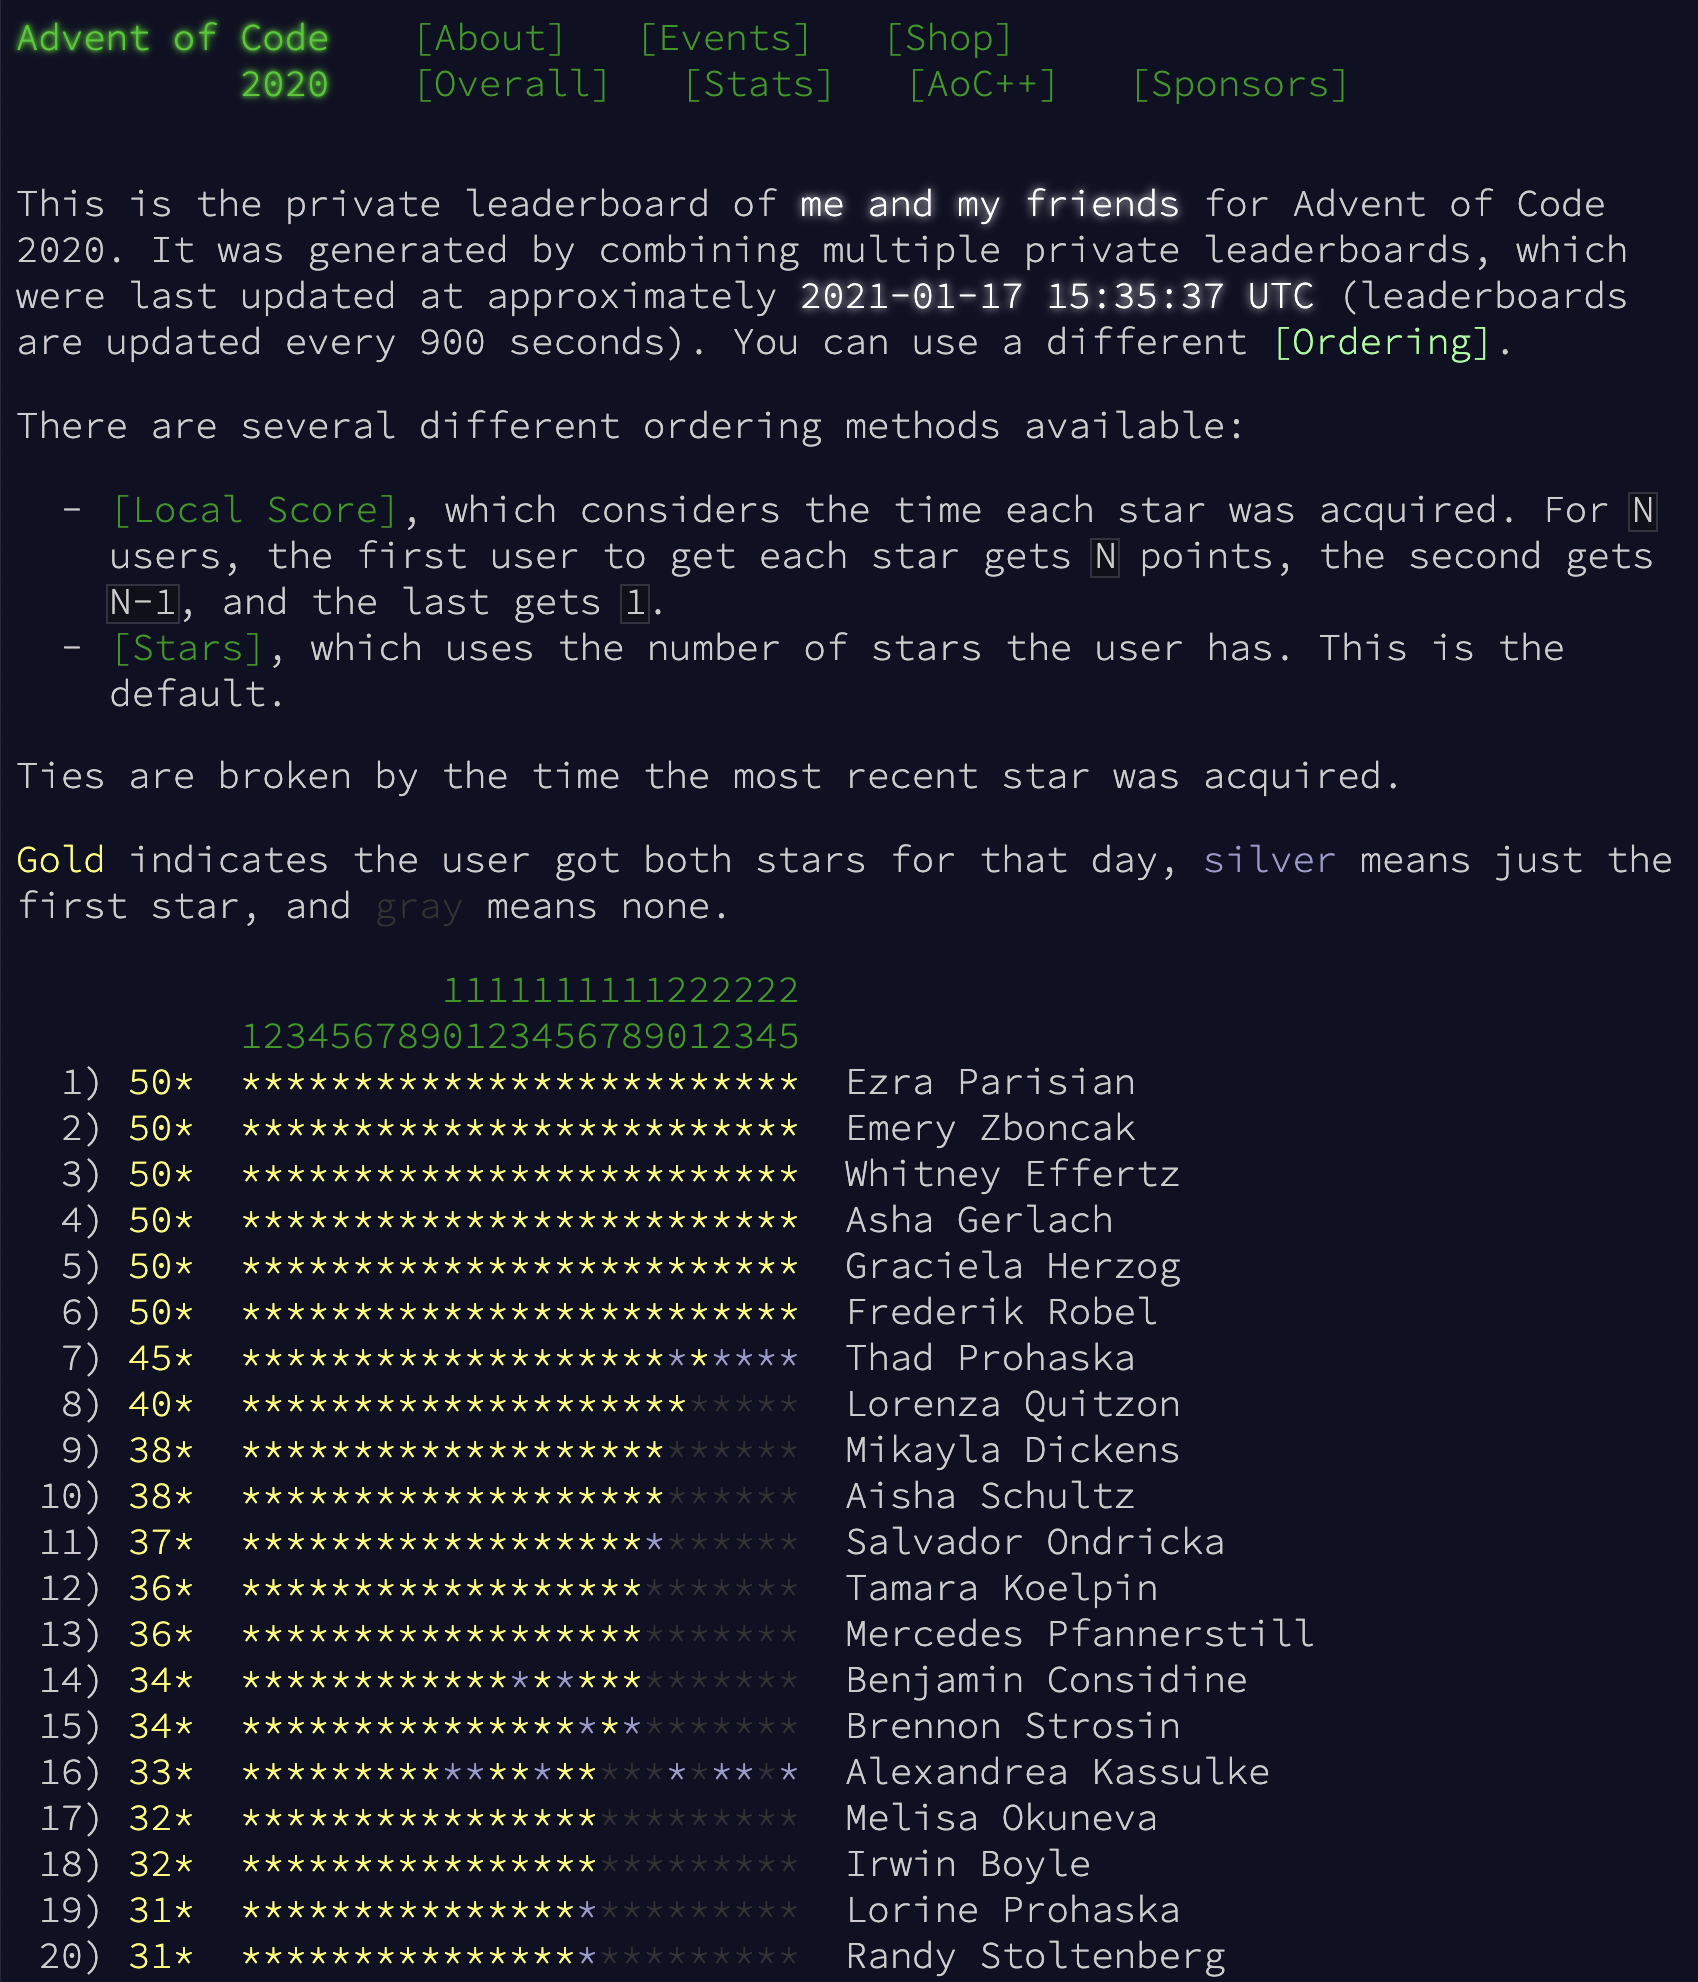 Advent of Code [About] [Events] [Shop]
2020 [Overall] [Stats] [AoC++] [Sponsors]
This is the private leaderboard of me and my friends for Advent of Code
2020. It was generated by combining multiple private leaderboards, which
were last updated at approximately 2021-01-17 15:35:37 UTC (leaderboards
are updated every 900 seconds). You can use a different [Ordering].
There are several different ordering methods available:
- [Local Score], which considers the time each star was acquired. For N
users, the first user to get each star gets N points, the second gets
N-1, and the last gets 1.
- [Stars], which uses the number of stars the user has. This is the
default.
Ties are broken by the time the most recent star was acquired.
Gold indicates the user got both stars for that day, silver means just the
first star, and gray means none.
1111111111222222
1234567890123456789012345
1) 50* ************************* Ezra Parisian
2) 50* ************************* Emery Zboncak
3) 50* ************************* Whitney Effertz
4) 50* ************************* Asha Gerlach
5) 50* ************************* Graciela Herzog
6) 50* ************************* Frederik Robel
7) 45* ************************* Thad Prohaska
8) 40* ************************* Lorenza Quitzon
9) 38* ************************* Mikayla Dickens
10) 38* ************************* Aisha Schultz
11) 37* ************************* Salvador Ondricka
12) 36* ************************* Tamara Koelpin
13) 36* ************************* Mercedes Pfannerstill
14) 34* ************************* Benjamin Considine
15) 34* ************************* Brennon Strosin
16) 33* ************************* Alexandrea Kassulke
17) 32* ************************* Melisa Okuneva
18) 32* ************************* Irwin Boyle
19) 31* ************************* Lorine Prohaska
20) 31* ************************* Randy Stoltenberg